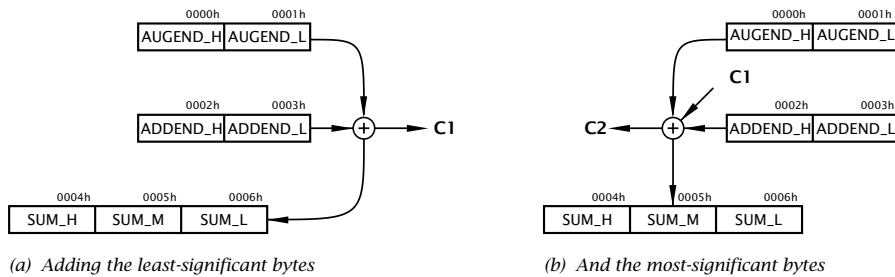 0000h 0001h
AUGEND_H AUGEND_L
0002h 0003h
ADDEND_H ADDEND_L
+
C1
0004h 0005h 0006h
SUM_H SUM_M SUM_L
(a) Adding the least-significant bytes
0000h 0001h
AUGEND_H AUGEND_L
C1
0002h 0003h
C2
+
ADDEND_H ADDEND_L
0004h 0005h 0006h
SUM_H SUM_M SUM_L
(b) And the most-significant bytes